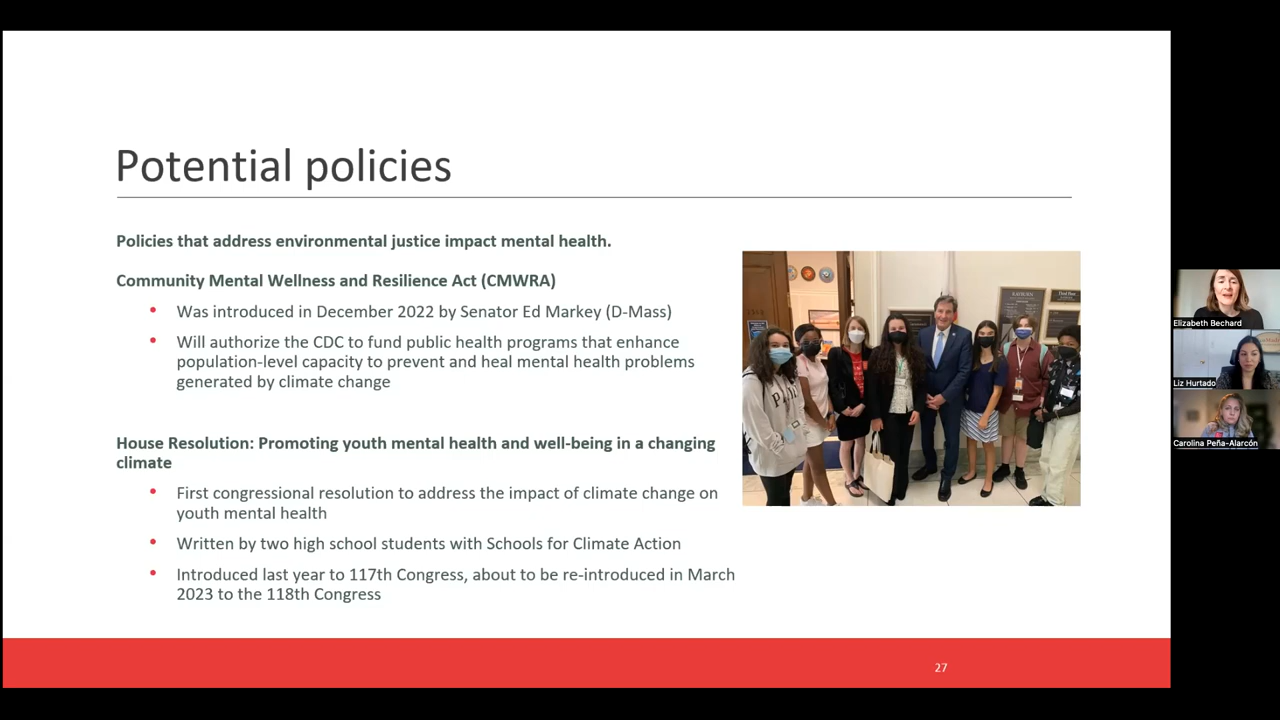 Potential policies
Policies that address environmental justice impact mental health.
Community Mental Wellness and Resilience Act (CMWRA)
• Was introduced in December 2022 by Senator Ed Markey (D-Mass)
• Will authorize the CDC to fund public health programs that enhance
population-level capacity to prevent and heal mental health problems
generated by climate change
House Resolution: Promoting youth mental health and well-being in a changing
climate
• First congressional resolution to address the impact of climate change on
youth mental health
• Written by two high school students with Schools for Climate Action
• Introduced last year to 117th Congress, about to be re-introduced in March
2023 to the 118th Congress
27
Elizabeth Bechard
Liz Hurtado
Carolina Peña-Alarcón